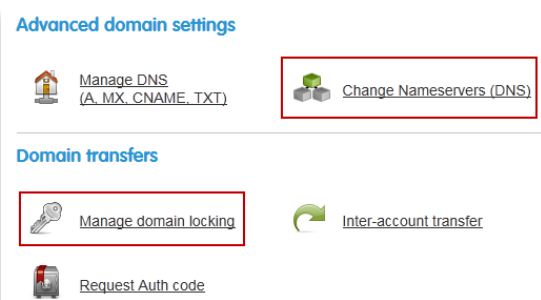 Advanced domain settings
Manage DNS
(A, MX, CNAME, TXT)
Change Nameservers (DNS)
Domain transfers
Manage domain locking
Inter-account transfer
Request Auth code